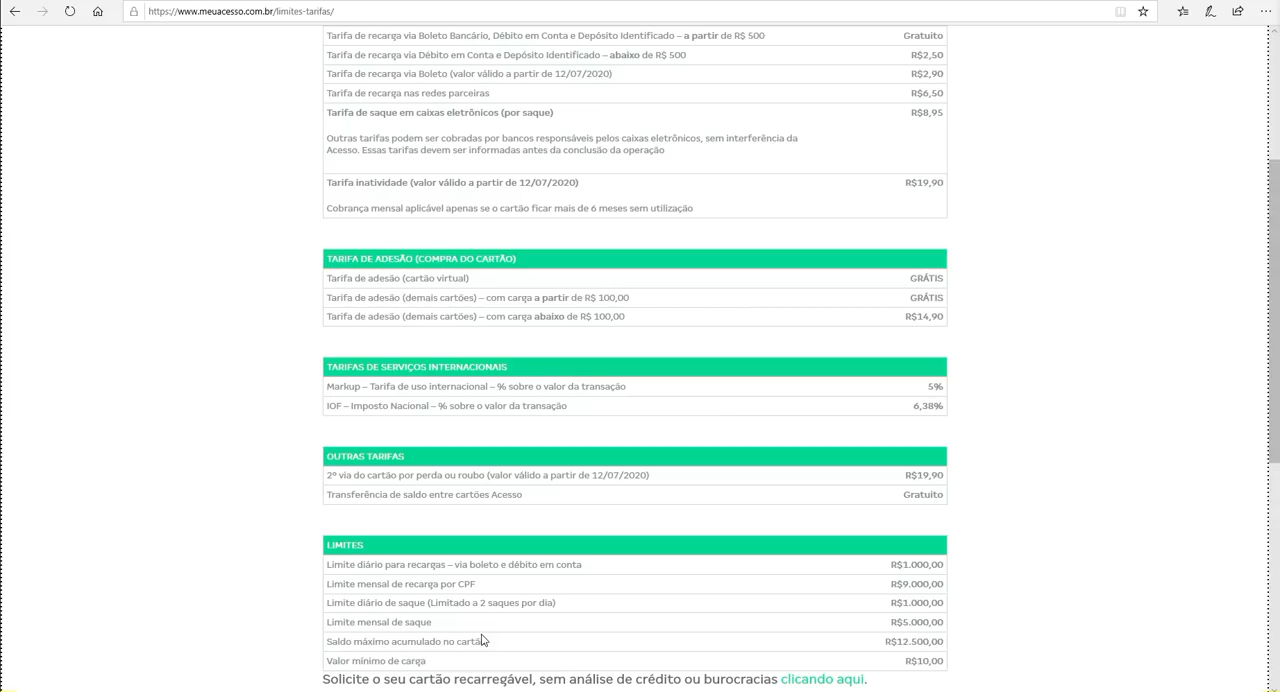 https://www.meuacesso.com.br/limites-tarifas/
Tarifa de recarga via Boleto Bancário, Débito em Conta e Depósito Identificado – a partir de R$ 500 Gratuito
Tarifa de recarga via Débito em Conta e Depósito Identificado – abaixo de R$ 500 R$2,50
Tarifa de recarga via Boleto (valor válido a partir de 12/07/2020) R$2,90
Tarifa de recarga nas redes parceiras R$6,50
Tarifa de saque em caixas eletrônicos (por saque) R$8,95
Outras tarifas podem ser cobradas por bancos responsáveis pelos caixas eletrônicos, sem interferência da
Acesso. Essas tarifas devem ser informadas antes da conclusão da operação
Tarifa inatividade (valor válido a partir de 12/07/2020) R$19,90
Cobrança mensal aplicável apenas se o cartão ficar mais de 6 meses sem utilização
TARIFA DE ADESÃO (COMPRA DO CARTÃO)
Tarifa de adesão (cartão virtual) GRÁTIS
Tarifa de adesão (demais cartões) – com carga a partir de R$ 100,00 GRÁTIS
Tarifa de adesão (demais cartões) – com carga abaixo de R$ 100,00 R$14,90
TARIFAS DE SERVIÇOS INTERNACIONAIS
Markup – Tarifa de uso internacional – % sobre o valor da transação 5%
IOF – Imposto Nacional – % sobre o valor da transação 6,38%
OUTRAS TARIFAS
2º via do cartão por perda ou roubo (valor válido a partir de 12/07/2020) R$19,90
Transferência de saldo entre cartões Acesso Gratuito
LIMITES
Limite diário para recargas – via boleto e débito em conta R$1.000,00
Limite mensal de recarga por CPF R$9.000,00
Limite diário de saque (Limitado a 2 saques por dia) R$1.000,00
Limite mensal de saque R$5.000,00
Saldo máximo acumulado no cartão R$12.500,00
Valor mínimo de carga R$10,00
Solicite o seu cartão recarregável, sem análise de crédito ou burocracias clicando aqui.